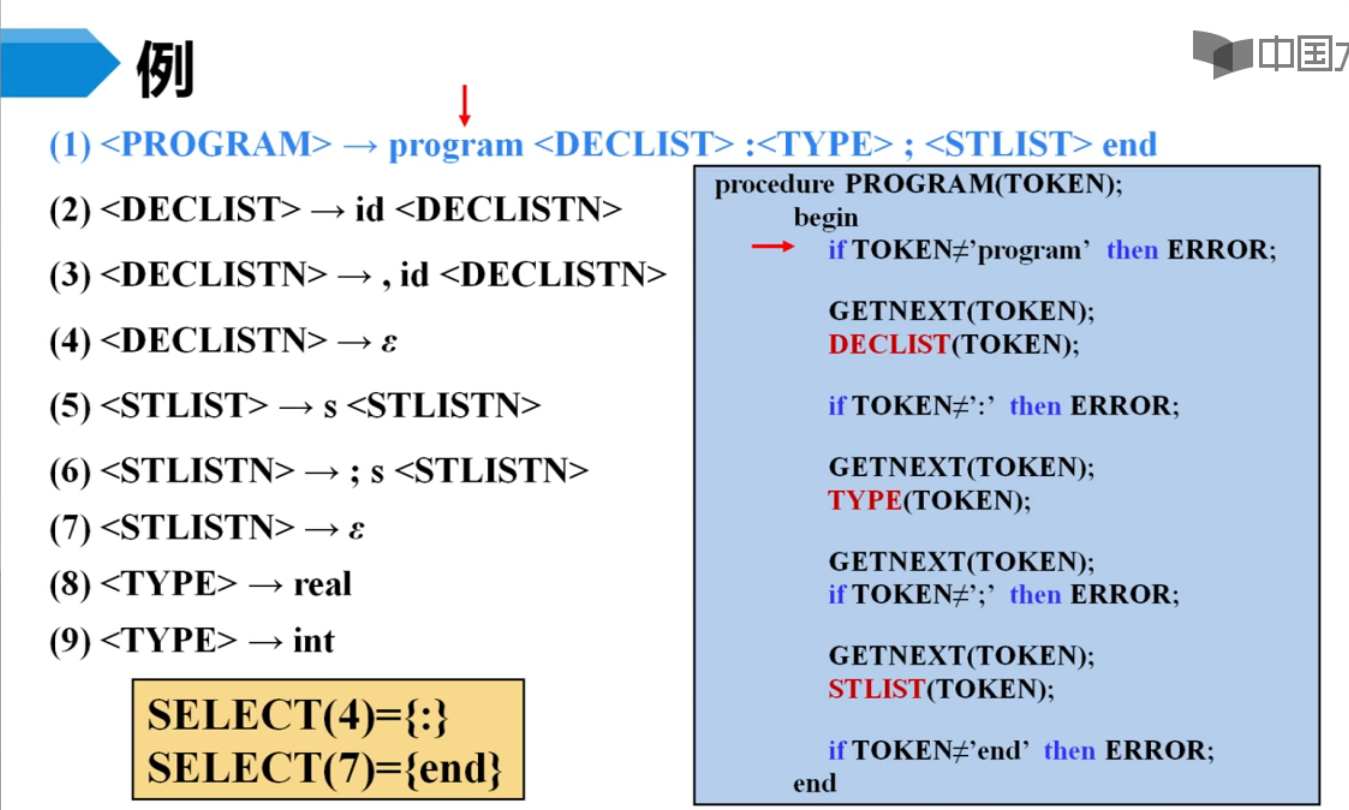 例
中国
(1) <PROGRAM> → program <DECLIST> :<TYPE> ; <STLIST> end
(2) <DECLIST> → id <DECLISTN>
(3) <DECLISTN> → , id <DECLISTN>
(4) <DECLISTN> → ε
(5) <STLIST> → s <STLISTN>
(6) <STLISTN> → ; s <STLISTN>
(7) <STLISTN> → ε
(8) <TYPE> → real
(9) <TYPE> → int
SELECT(4)={:}
SELECT(7)={end}
procedure PROGRAM(TOKEN);
begin
if TOKEN≠’program’ then ERROR;
GETNEXT(TOKEN);
DECLIST(TOKEN);
if TOKEN≠’:’ then ERROR;
GETNEXT(TOKEN);
TYPE(TOKEN);
GETNEXT(TOKEN);
if TOKEN≠’;’ then ERROR;
GETNEXT(TOKEN);
STLIST(TOKEN);
if TOKEN≠’end’ then ERROR;
end